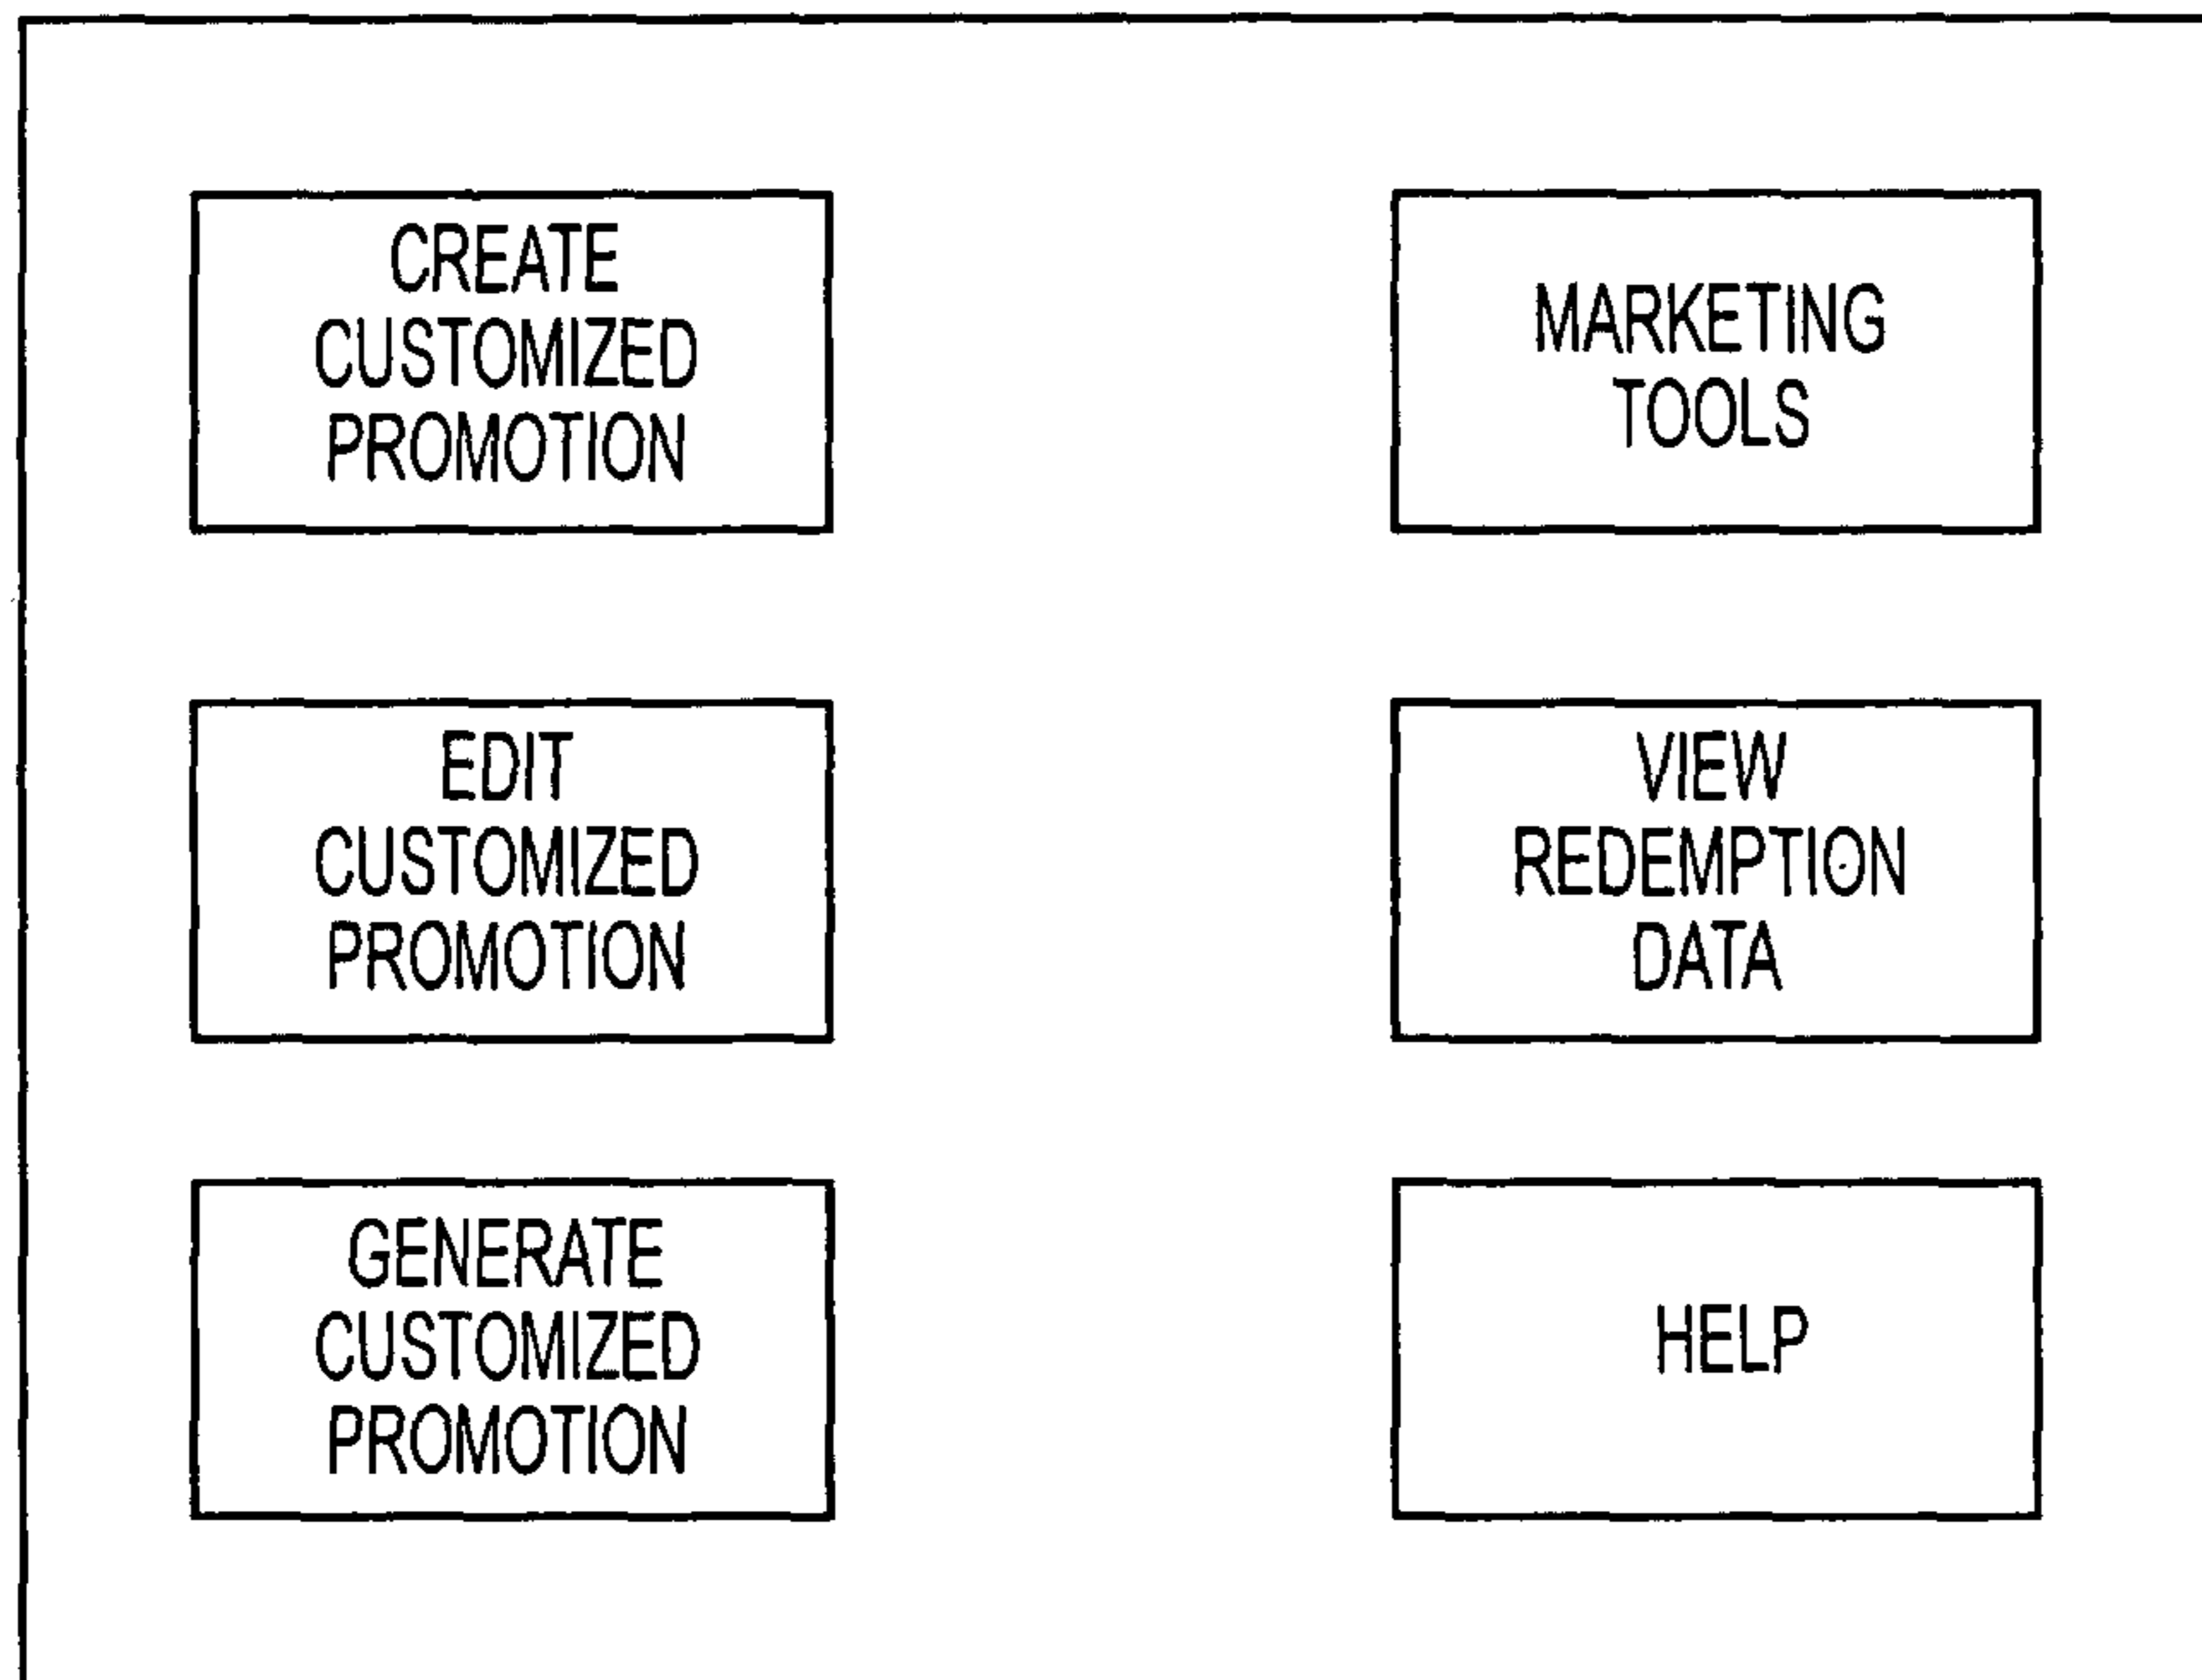 CREATE
CUSTOMIZED
PROMOTION
MARKETING
TOOLS
EDIT
CUSTOMIZED
PROMOTION
VIEW
REDEMPTION
DATA
GENERATE
CUSTOMIZED
PROMOTION
HELP